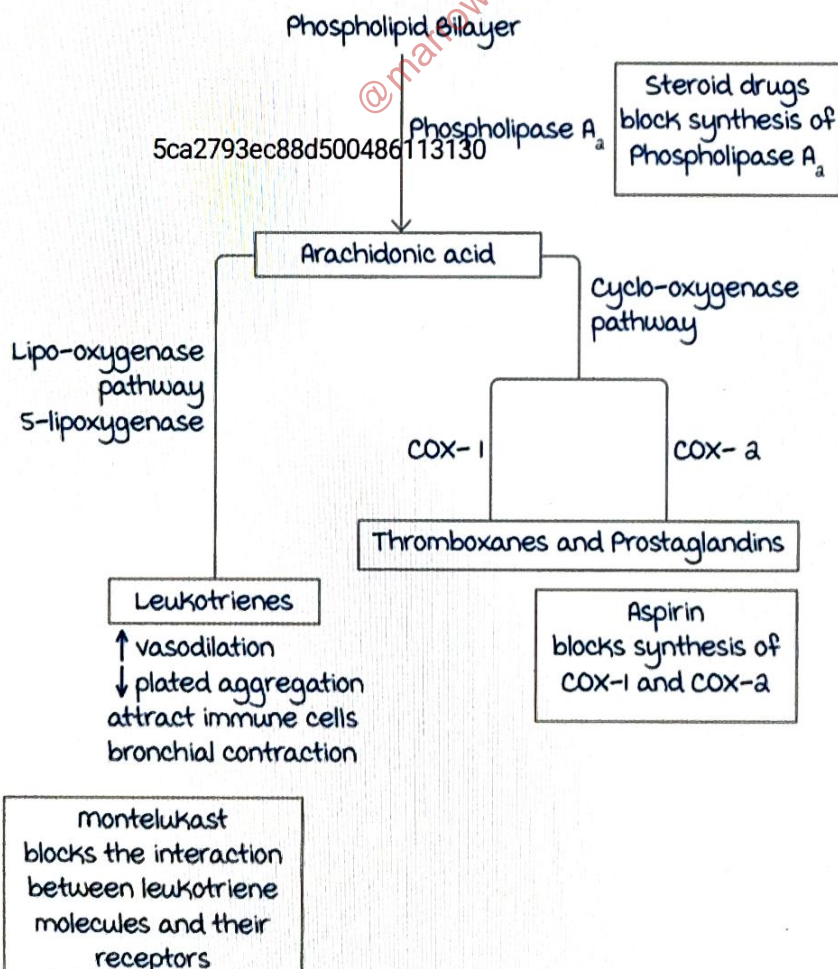 Phospholipid Bilayer
@marrow
Phospholipase A₂
5ca2793ec88d500486113130
Steroid drugs
block synthesis of
Phospholipase A₂
Arachidonic acid
Cyclo-oxygenase
pathway
Lipo-oxygenase
pathway
5-lipoxygenase
COX-1
COX-2
Thromboxanes and Prostaglandins
Leukotrienes
↑ vasodilation
↓ plated aggregation
attract immune cells
bronchial contraction
Aspirin
blocks synthesis of
COX-1 and COX-2
montelukast
blocks the interaction
between leukotriene
molecules and their
receptors